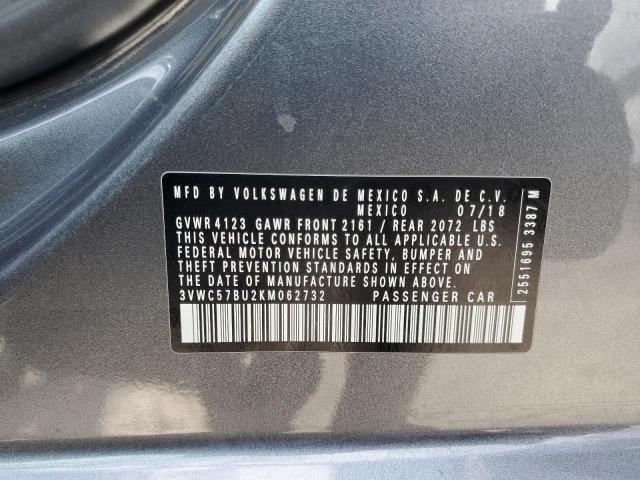 MFD BY VOLKSWAGEN DE MEXICO S.A. DE C.V.
MEXICO 07/18
GVWR 4123 GAWR FRONT 2161 / REAR 2072 LBS
THIS VEHICLE CONFORMS TO ALL APPLICABLE U.S.
FEDERAL MOTOR VEHICLE SAFETY, BUMPER AND
THEFT PREVENTION STANDARDS IN EFFECT ON
THE DATE OF MANUFACTURE SHOWN ABOVE.
3VWC57BU2KM062732 PASSENGER CAR
2551695 3387 M